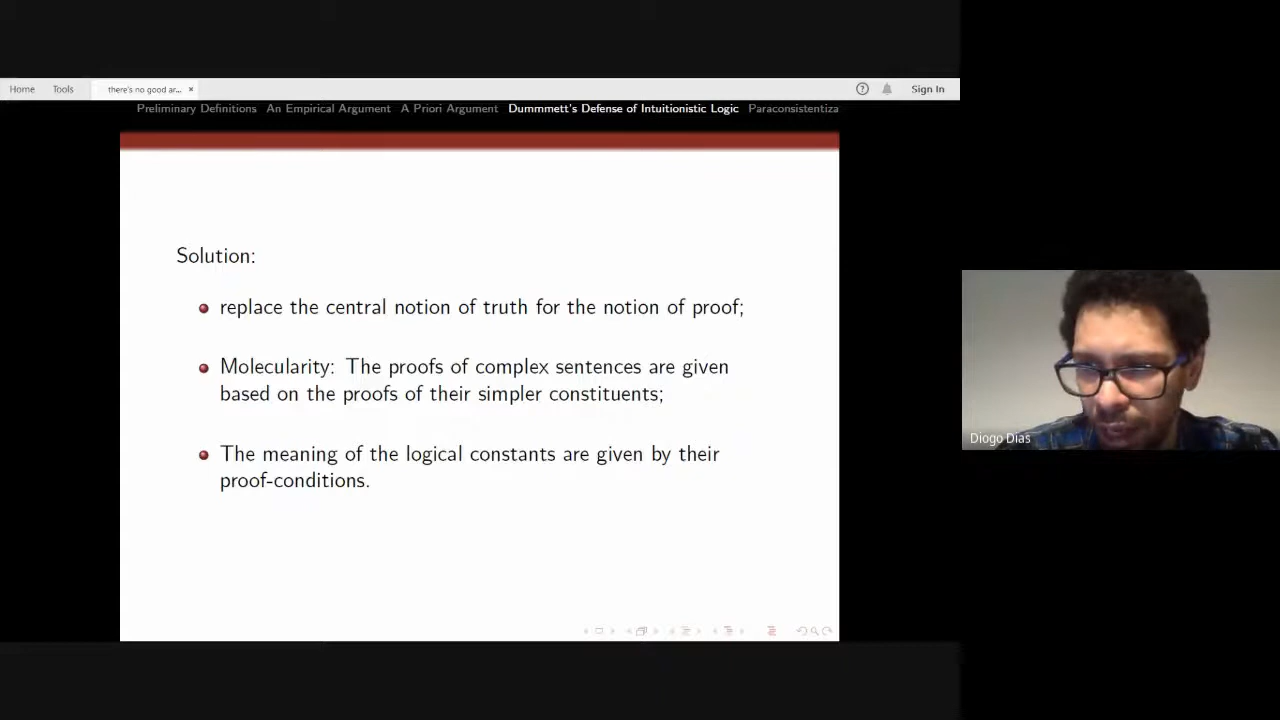 Home Tools there's no good ar... × ? Sign In
Preliminary Definitions An Empirical Argument A Priori Argument Dummmett's Defense of Intuitionistic Logic Paraconsistentiza
Solution:
replace the central notion of truth for the notion of proof;
Molecularity: The proofs of complex sentences are given
based on the proofs of their simpler constituents;
The meaning of the logical constants are given by their
proof-conditions.
Diogo Dias